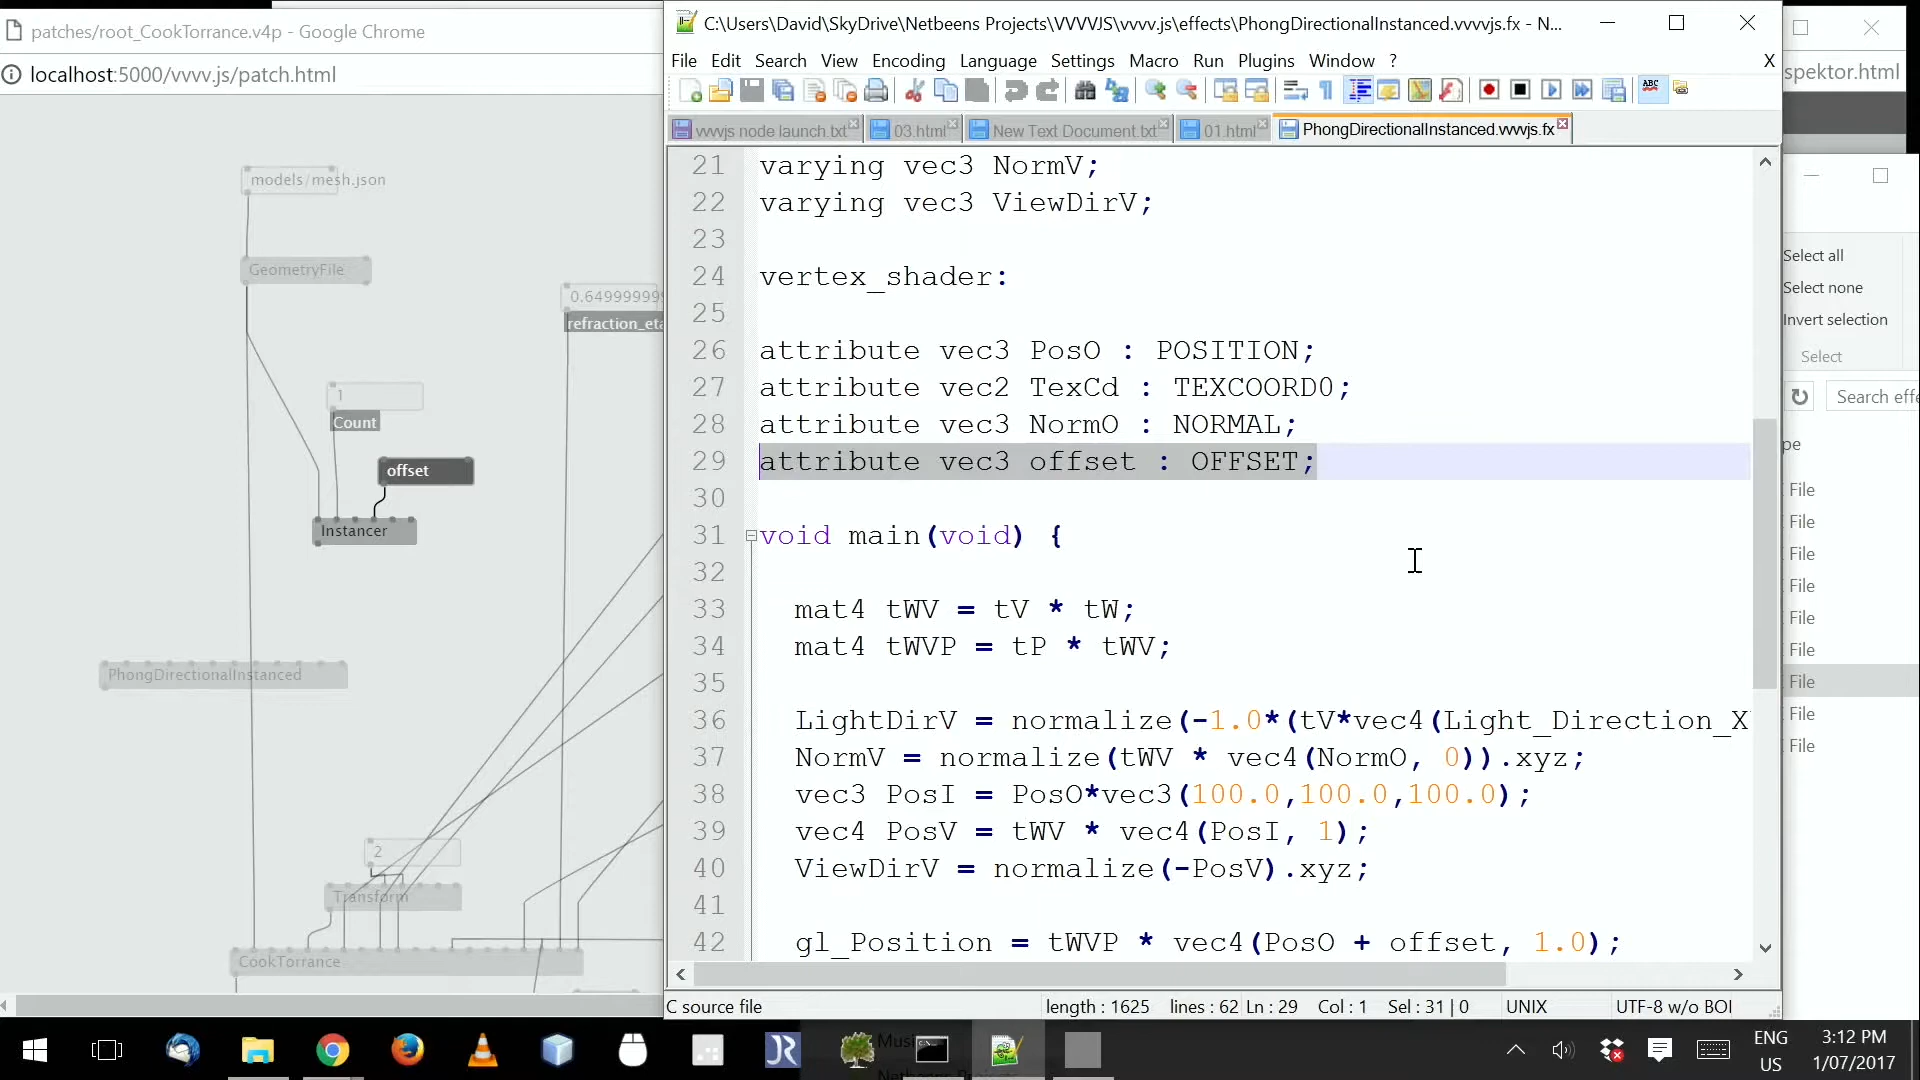 patches/root_CookTorrance.v4p - Google Chrome
localhost:5000/vvvv.js/patch.html
models/mesh.json
GeometryFile
0.649999999
refraction_eta
1
Count
offset
Instancer
PhongDirectionalInstanced
2
Transform
CookTorrance
C:\Users\David\SkyDrive\Netbeens Projects\VVVVJS\vvvv.js\effects\PhongDirectionalInstanced.vvvvjs.fx - N...
File Edit Search View Encoding Language Settings Macro Run Plugins Window ? X
vvvvjs node launch.txt 03.html New Text Document.txt 01.html PhongDirectionalInstanced.vvvvjs.fx
21 varying vec3 NormV;
22 varying vec3 ViewDirV;
23
24 vertex_shader:
25
26 attribute vec3 PosO : POSITION;
27 attribute vec2 TexCd : TEXCOORD0;
28 attribute vec3 NormO : NORMAL;
29 attribute vec3 offset : OFFSET;
30
31 void main(void) {
32
33 mat4 tWV = tV * tW;
34 mat4 tWVP = tP * tWV;
35
36 LightDirV = normalize(-1.0*(tV*vec4(Light_Direction_X
37 NormV = normalize(tWV * vec4(NormO, 0)).xyz;
38 vec3 PosI = PosO*vec3(100.0,100.0,100.0);
39 vec4 PosV = tWV * vec4(PosI, 1);
40 ViewDirV = normalize(-PosV).xyz;
41
42 gl_Position = tWVP * vec4(PosO + offset, 1.0);
C source file length : 1625 lines : 62 Ln : 29 Col : 1 Sel : 31 | 0 UNIX UTF-8 w/o BOI
spektor.html
Select all
Select none
Invert selection
Select
Search effe
pe
File
File
File
File
File
File
File
File
File
ENG
US
3:12 PM
1/07/2017